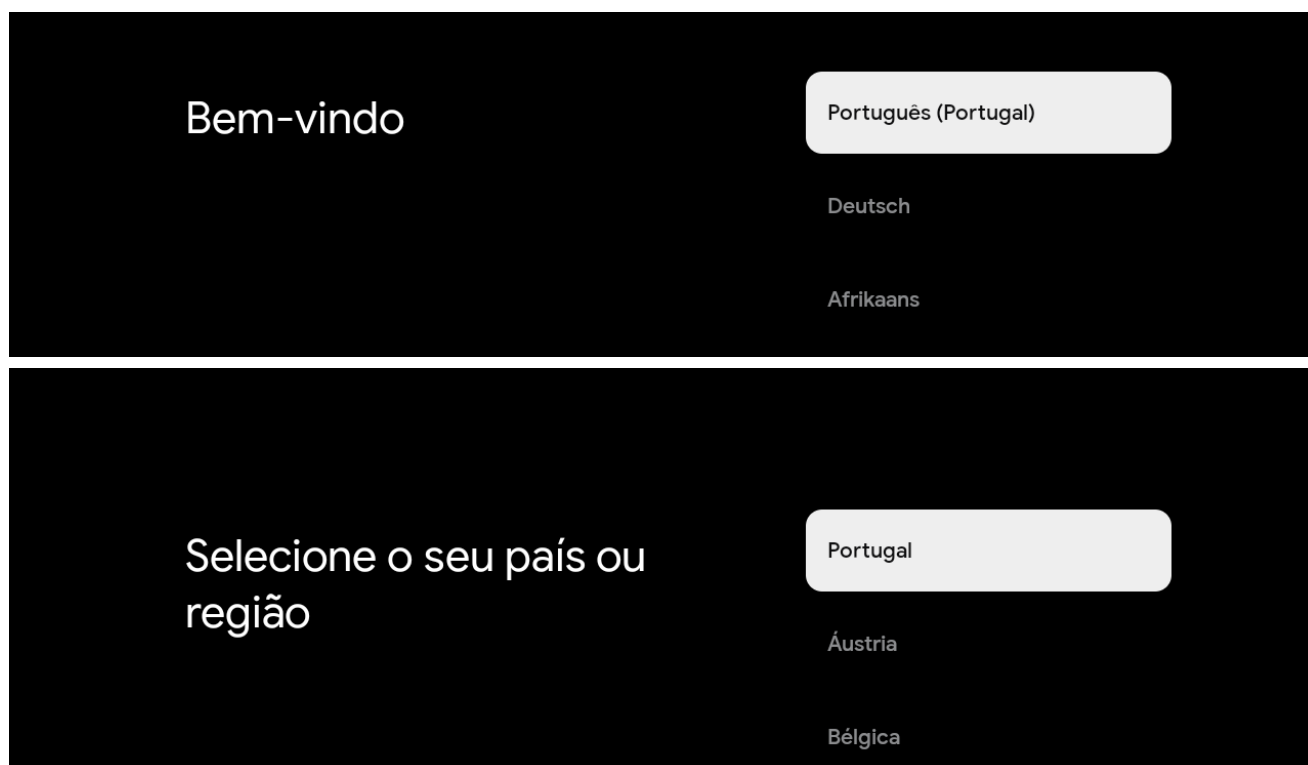 Bem-vindo
Português (Portugal)
Deutsch
Afrikaans
Selecione o seu país ou
região
Portugal
Áustria
Bélgica